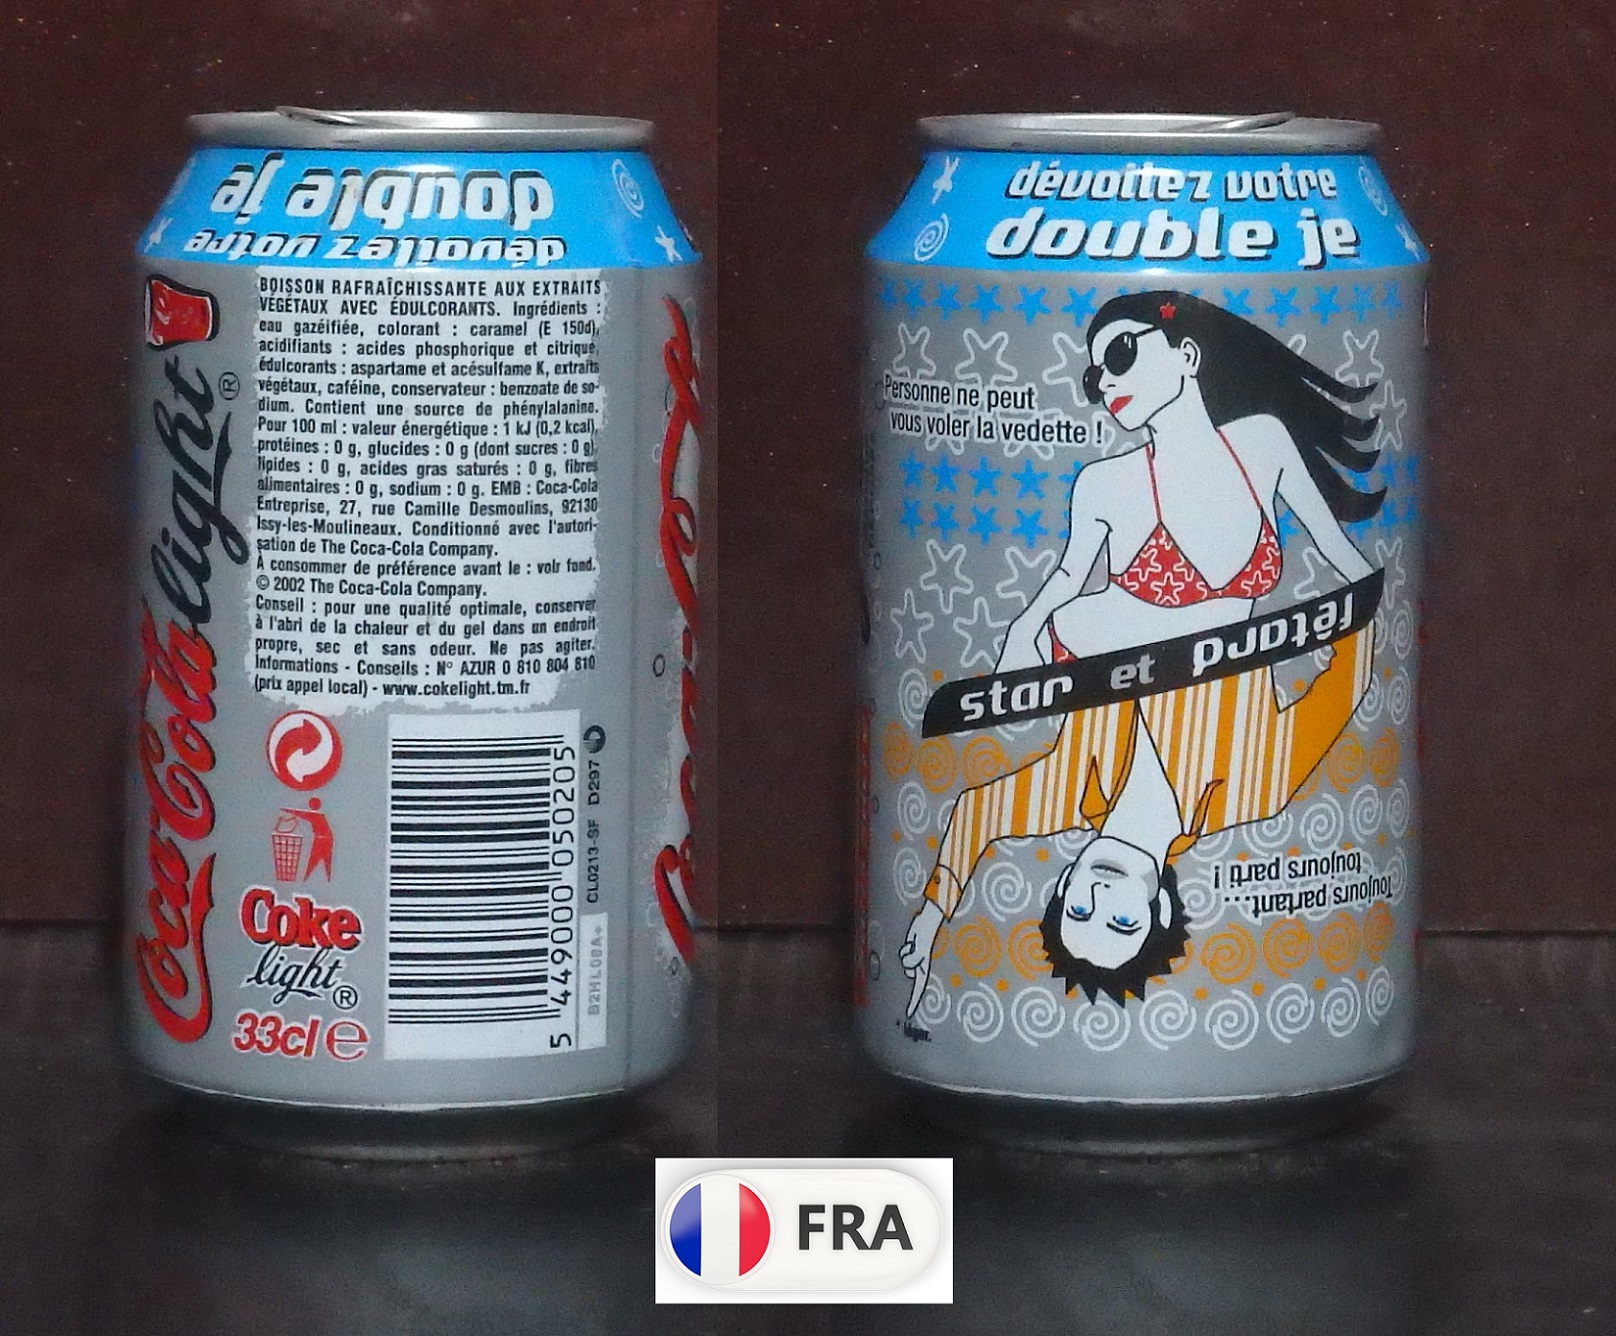 double je
dévoilez votre
BOISSON RAFRAÎCHISSANTE AUX EXTRAITS
VÉGÉTAUX AVEC ÉDULCORANTS. Ingrédients :
eau gazéifiée, colorant : caramel (E 150d),
acidifiants : acides phosphorique et citrique,
édulcorants : aspartame et acésulfame K, extraits
végétaux, caféine, conservateur : benzoate de so-
dium. Contient une source de phénylalanine.
Pour 100 ml : valeur énergétique : 1 kJ (0,2 kcal),
protéines : 0 g, glucides : 0 g (dont sucres : 0 g),
lipides : 0 g, acides gras saturés : 0 g, fibres
alimentaires : 0 g, sodium : 0 g. EMB : Coca-Cola
Entreprise, 27, rue Camille Desmoulins, 92130
Issy-les-Moulineaux. Conditionné avec l'autori-
sation de The Coca-Cola Company.
À consommer de préférence avant le : voir fond.
© 2002 The Coca-Cola Company.
Conseil : pour une qualité optimale, conserver
à l'abri de la chaleur et du gel dans un endroit
propre, sec et sans odeur. Ne pas agiter.
Informations - Conseils : N° AZUR 0 810 804 810
(prix appel local) - www.cokelight.tm.fr
Coca-Cola light ®
Coke
light ®
33cl e
5 449000 050205
CL0213-SF D297
B2HL08A+
dévoilez votre
double je
Personne ne peut
vous voler la vedette !
star et fêtard
Toujours partant...
toujours parti !
* léger.
FRA